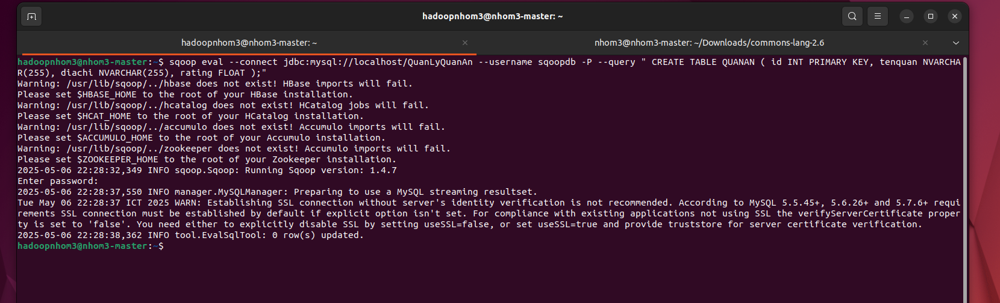 hadoopnhom3@nhom3-master: ~
hadoopnhom3@nhom3-master: ~
nhom3@nhom3-master: ~/Downloads/commons-lang-2.6
hadoopnhom3@nhom3-master:~$ sqoop eval --connect jdbc:mysql://localhost/QuanLyQuanAn --username sqoopdb -P --query " CREATE TABLE QUANAN ( id INT PRIMARY KEY, tenquan NVARCHA
R(255), diachi NVARCHAR(255), rating FLOAT );"
Warning: /usr/lib/sqoop/../hbase does not exist! HBase imports will fail.
Please set $HBASE_HOME to the root of your HBase installation.
Warning: /usr/lib/sqoop/../hcatalog does not exist! HCatalog jobs will fail.
Please set $HCAT_HOME to the root of your HCatalog installation.
Warning: /usr/lib/sqoop/../accumulo does not exist! Accumulo imports will fail.
Please set $ACCUMULO_HOME to the root of your Accumulo installation.
Warning: /usr/lib/sqoop/../zookeeper does not exist! Accumulo imports will fail.
Please set $ZOOKEEPER_HOME to the root of your Zookeeper installation.
2025-05-06 22:28:32,349 INFO sqoop.Sqoop: Running Sqoop version: 1.4.7
Enter password:
2025-05-06 22:28:37,550 INFO manager.MySQLManager: Preparing to use a MySQL streaming resultset.
Tue May 06 22:28:37 ICT 2025 WARN: Establishing SSL connection without server's identity verification is not recommended. According to MySQL 5.5.45+, 5.6.26+ and 5.7.6+ requi
rements SSL connection must be established by default if explicit option isn't set. For compliance with existing applications not using SSL the verifyServerCertificate proper
ty is set to 'false'. You need either to explicitly disable SSL by setting useSSL=false, or set useSSL=true and provide truststore for server certificate verification.
2025-05-06 22:28:38,362 INFO tool.EvalSqlTool: 0 row(s) updated.
hadoopnhom3@nhom3-master:~$